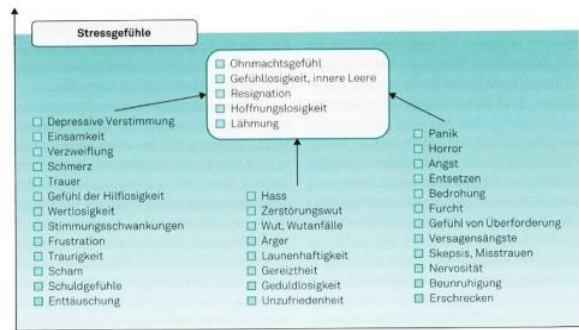 Stressgefühle
Ohnmachtsgefühl
Gefühllosigkeit, innere Leere
Resignation
Hoffnungslosigkeit
Lähmung
Depressive Verstimmung
Einsamkeit
Verzweiflung
Schmerz
Trauer
Gefühl der Hilflosigkeit
Wertlosigkeit
Stimmungsschwankungen
Frustration
Traurigkeit
Scham
Schuldgefühle
Enttäuschung
Hass
Zerstörungswut
Wut, Wutanfälle
Ärger
Launenhaftigkeit
Gereiztheit
Geduldlosigkeit
Unzufriedenheit
Panik
Horror
Angst
Entsetzen
Bedrohung
Furcht
Gefühl von Überforderung
Versagensängste
Skepsis, Misstrauen
Nervosität
Beunruhigung
Erschrecken